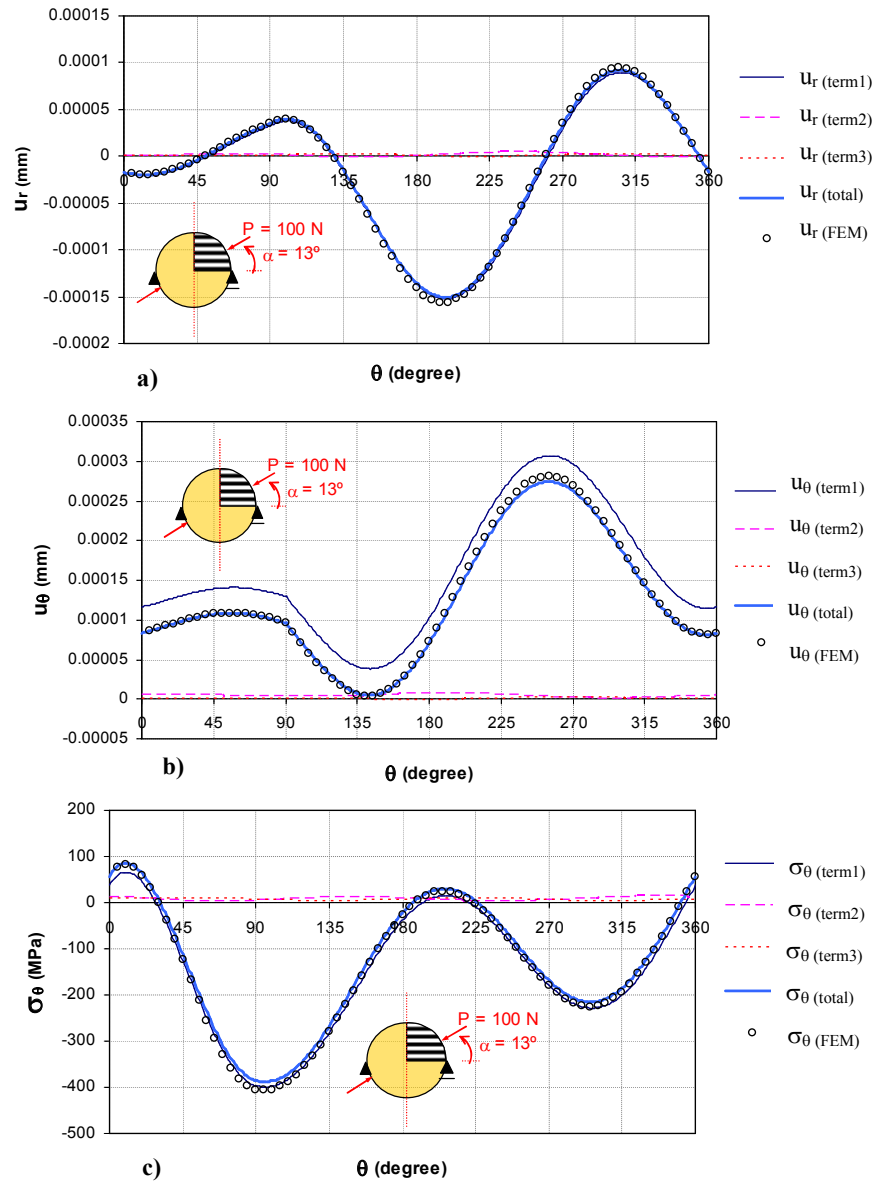 0.00015
0.0001
0.00005
0
-0.00005
-0.0001
-0.00015
-0.0002
0 45 90 135 180 225 270 315 360
ur (mm)
θ (degree)
P = 100 N
α = 13º
ur (term1)
ur (term2)
ur (term3)
ur (total)
ur (FEM)
a)
0.00035
0.0003
0.00025
0.0002
0.00015
0.0001
0.00005
0
-0.00005
0 45 90 135 180 225 270 315 360
uθ (mm)
θ (degree)
P = 100 N
α = 13º
uθ (term1)
uθ (term2)
uθ (term3)
uθ (total)
uθ (FEM)
b)
200
100
0
-100
-200
-300
-400
-500
0 45 90 135 180 225 270 315 360
σθ (MPa)
θ (degree)
P = 100 N
α = 13º
σθ (term1)
σθ (term2)
σθ (term3)
σθ (total)
σθ (FEM)
c)